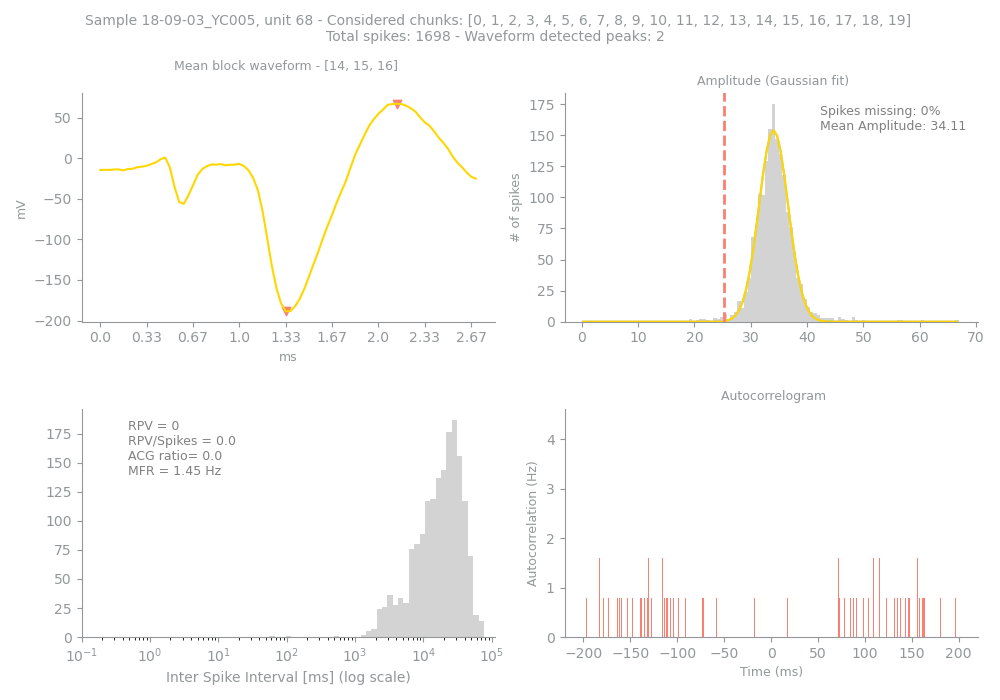 Sample 18-09-03_YC005, unit 68 - Considered chunks: [0, 1, 2, 3, 4, 5, 6, 7, 8, 9, 10, 11, 12, 13, 14, 15, 16, 17, 18, 19]
Total spikes: 1698 - Waveform detected peaks: 2
Mean block waveform - [14, 15, 16]
50
0
−50
−100
−150
−200
mV
0.0 0.33 0.67 1.0 1.33 1.67 2.0 2.33 2.67
ms
Amplitude (Gaussian fit)
Spikes missing: 0%
Mean Amplitude: 34.11
175
150
125
100
75
50
25
0
# of spikes
0 10 20 30 40 50 60 70
RPV = 0
RPV/Spikes = 0.0
ACG ratio= 0.0
MFR = 1.45 Hz
175
150
125
100
75
50
25
0
10⁻¹ 10⁰ 10¹ 10² 10³ 10⁴ 10⁵
Inter Spike Interval [ms] (log scale)
Autocorrelogram
4
3
2
1
0
Autocorrelation (Hz)
−200 −150 −100 −50 0 50 100 150 200
Time (ms)